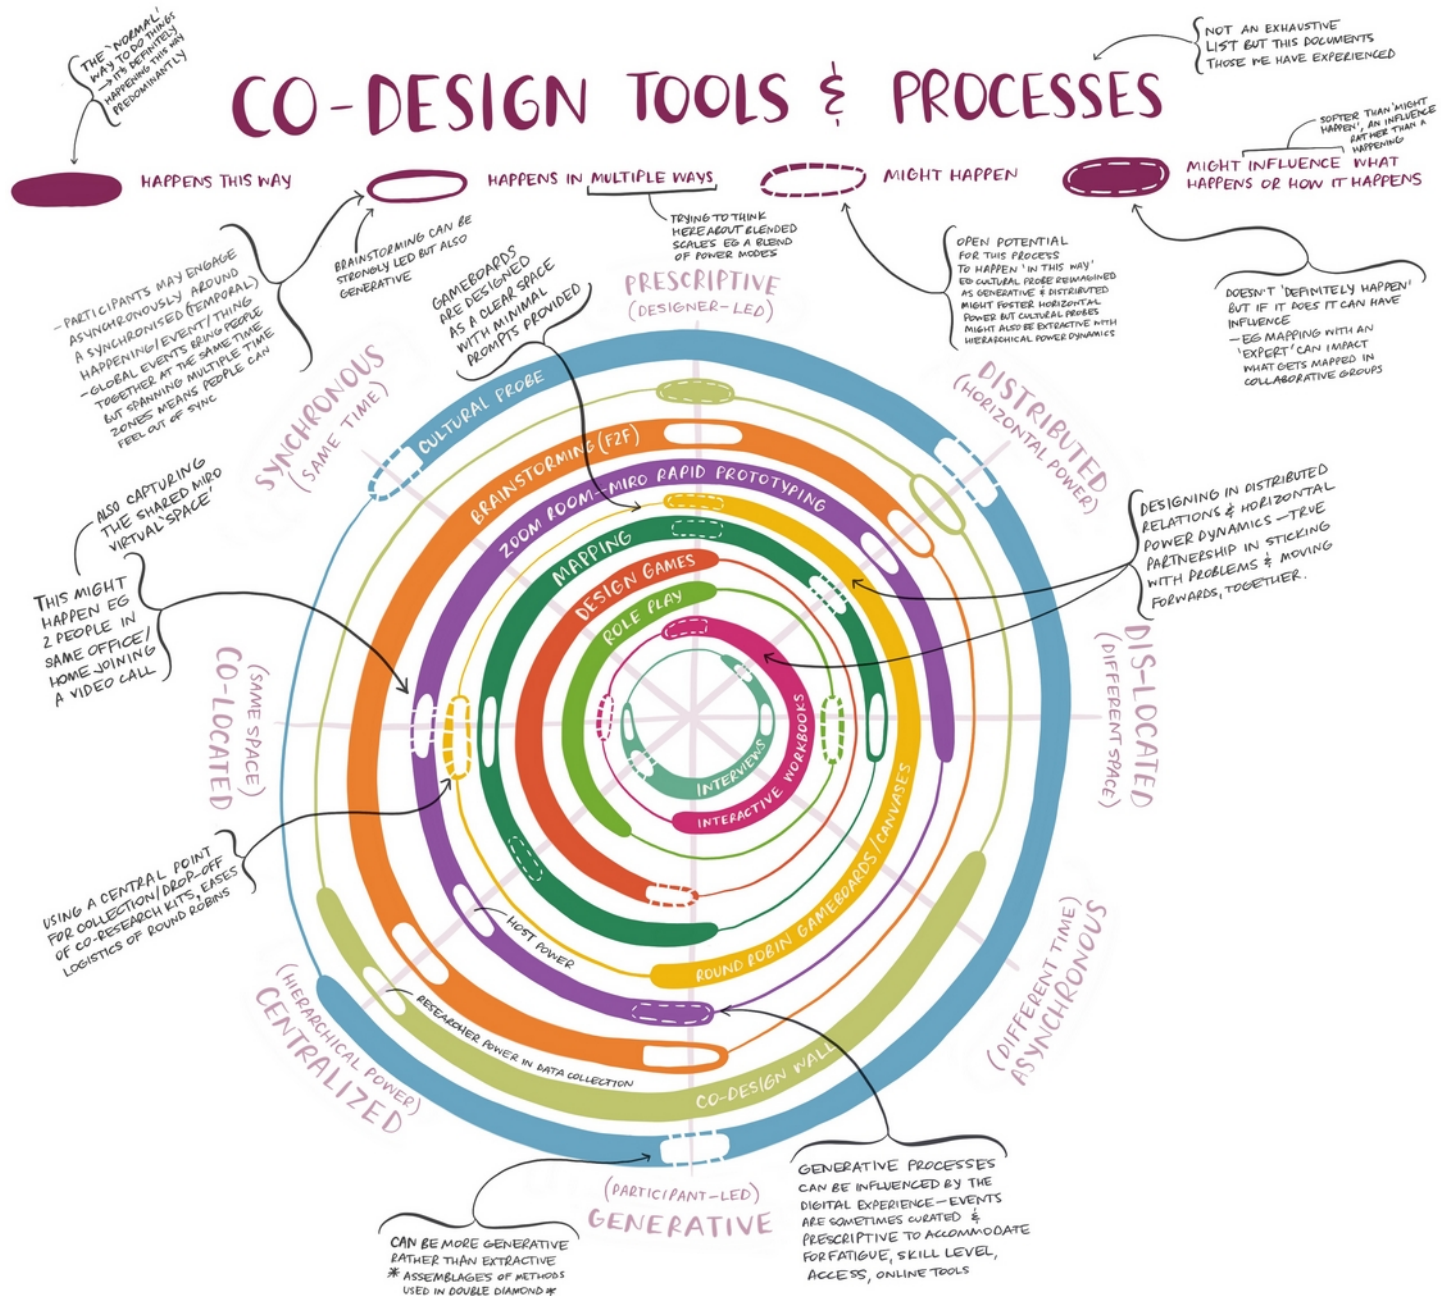 THE 'NORMAL'
WAY TO DO THINGS
→ IT'S DEFINITELY
HAPPENING THIS WAY
PREDOMINANTLY
NOT AN EXHAUSTIVE
LIST BUT THIS DOCUMENTS
THOSE WE HAVE EXPERIENCED
CO-DESIGN TOOLS & PROCESSES
SOFTER THAN 'MIGHT
HAPPEN', AN INFLUENCE
RATHER THAN A
HAPPENING
HAPPENS THIS WAY
HAPPENS IN MULTIPLE WAYS
MIGHT HAPPEN
MIGHT INFLUENCE WHAT
HAPPENS OR HOW IT HAPPENS
- PARTICIPANTS MAY ENGAGE
ASYNCHRONOUSLY AROUND
A SYNCHRONISED (TEMPORAL)
HAPPENING/EVENT/THING
- GLOBAL EVENTS BRING PEOPLE
TOGETHER AT THE SAME TIME
BUT SPANNING MULTIPLE TIME
ZONES MEANS PEOPLE CAN
FEEL OUT OF SYNC
BRAINSTORMING CAN BE
STRONGLY LED BUT ALSO
GENERATIVE
GAMEBOARDS
ARE DESIGNED
AS A CLEAR SPACE
WITH MINIMAL
PROMPTS PROVIDED
TRYING TO THINK
HERE ABOUT BLENDED
SCALES EG A BLEND
OF POWER MODES
OPEN POTENTIAL
FOR THIS PROCESS
TO HAPPEN 'IN THIS WAY'
EG CULTURAL PROBE REIMAGINED
AS GENERATIVE & DISTRIBUTED
MIGHT FOSTER HORIZONTAL
POWER BUT CULTURAL PROBES
MIGHT ALSO BE EXTRACTIVE WITH
HIERARCHICAL POWER DYNAMICS
DOESN'T 'DEFINITELY HAPPEN'
BUT IF IT DOES IT CAN HAVE
INFLUENCE
- EG MAPPING WITH AN
'EXPERT' CAN IMPACT
WHAT GETS MAPPED IN
COLLABORATIVE GROUPS
PRESCRIPTIVE
(DESIGNER-LED)
SYNCHRONOUS
(SAME TIME)
DISTRIBUTED
(HORIZONTAL POWER)
CULTURAL PROBE
BRAINSTORMING (F2F)
ZOOM ROOM--MIRO RAPID PROTOTYPING
MAPPING
DESIGN GAMES
ROLE PLAY
INTERVIEWS
INTERACTIVE WORKBOOKS
ROUND ROBIN GAMEBOARDS/CANVASES
CO-DESIGN WALL
ALSO CAPTURING
THE SHARED MIRO
VIRTUAL 'SPACE'
THIS MIGHT
HAPPEN EG
2 PEOPLE IN
SAME OFFICE/
HOME JOINING
A VIDEO CALL
DESIGNING IN DISTRIBUTED
RELATIONS & HORIZONTAL
POWER DYNAMICS - TRUE
PARTNERSHIP IN STICKING
WITH PROBLEMS & MOVING
FORWARDS, TOGETHER.
CO-LOCATED
(SAME SPACE)
DIS-LOCATED
(DIFFERENT SPACE)
USING A CENTRAL POINT
FOR COLLECTION/DROP-OFF
OF CO-RESEARCH KITS, EASES
LOGISTICS OF ROUND ROBINS
HOST POWER
RESEARCHER POWER IN DATA COLLECTION
(HIERARCHICAL POWER)
CENTRALIZED
(DIFFERENT TIME)
ASYNCHRONOUS
(PARTICIPANT-LED)
GENERATIVE
CAN BE MORE GENERATIVE
RATHER THAN EXTRACTIVE
* ASSEMBLAGES OF METHODS
USED IN DOUBLE DIAMOND *
GENERATIVE PROCESSES
CAN BE INFLUENCED BY THE
DIGITAL EXPERIENCE - EVENTS
ARE SOMETIMES CURATED &
PRESCRIPTIVE TO ACCOMMODATE
FOR FATIGUE, SKILL LEVEL,
ACCESS, ONLINE TOOLS